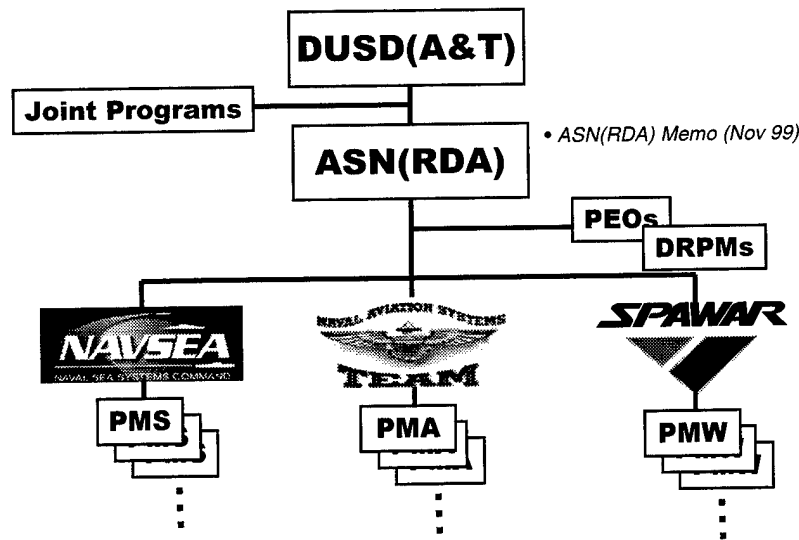 DUSD(A&T)
Joint Programs
ASN(RDA)
• ASN(RDA) Memo (Nov 99)
PEOs
DRPMs
NAVSEA
NAVAL SEA SYSTEMS COMMAND
NAVAL AVIATION SYSTEMS
TEAM
SPAWAR
PMS
PMA
PMW